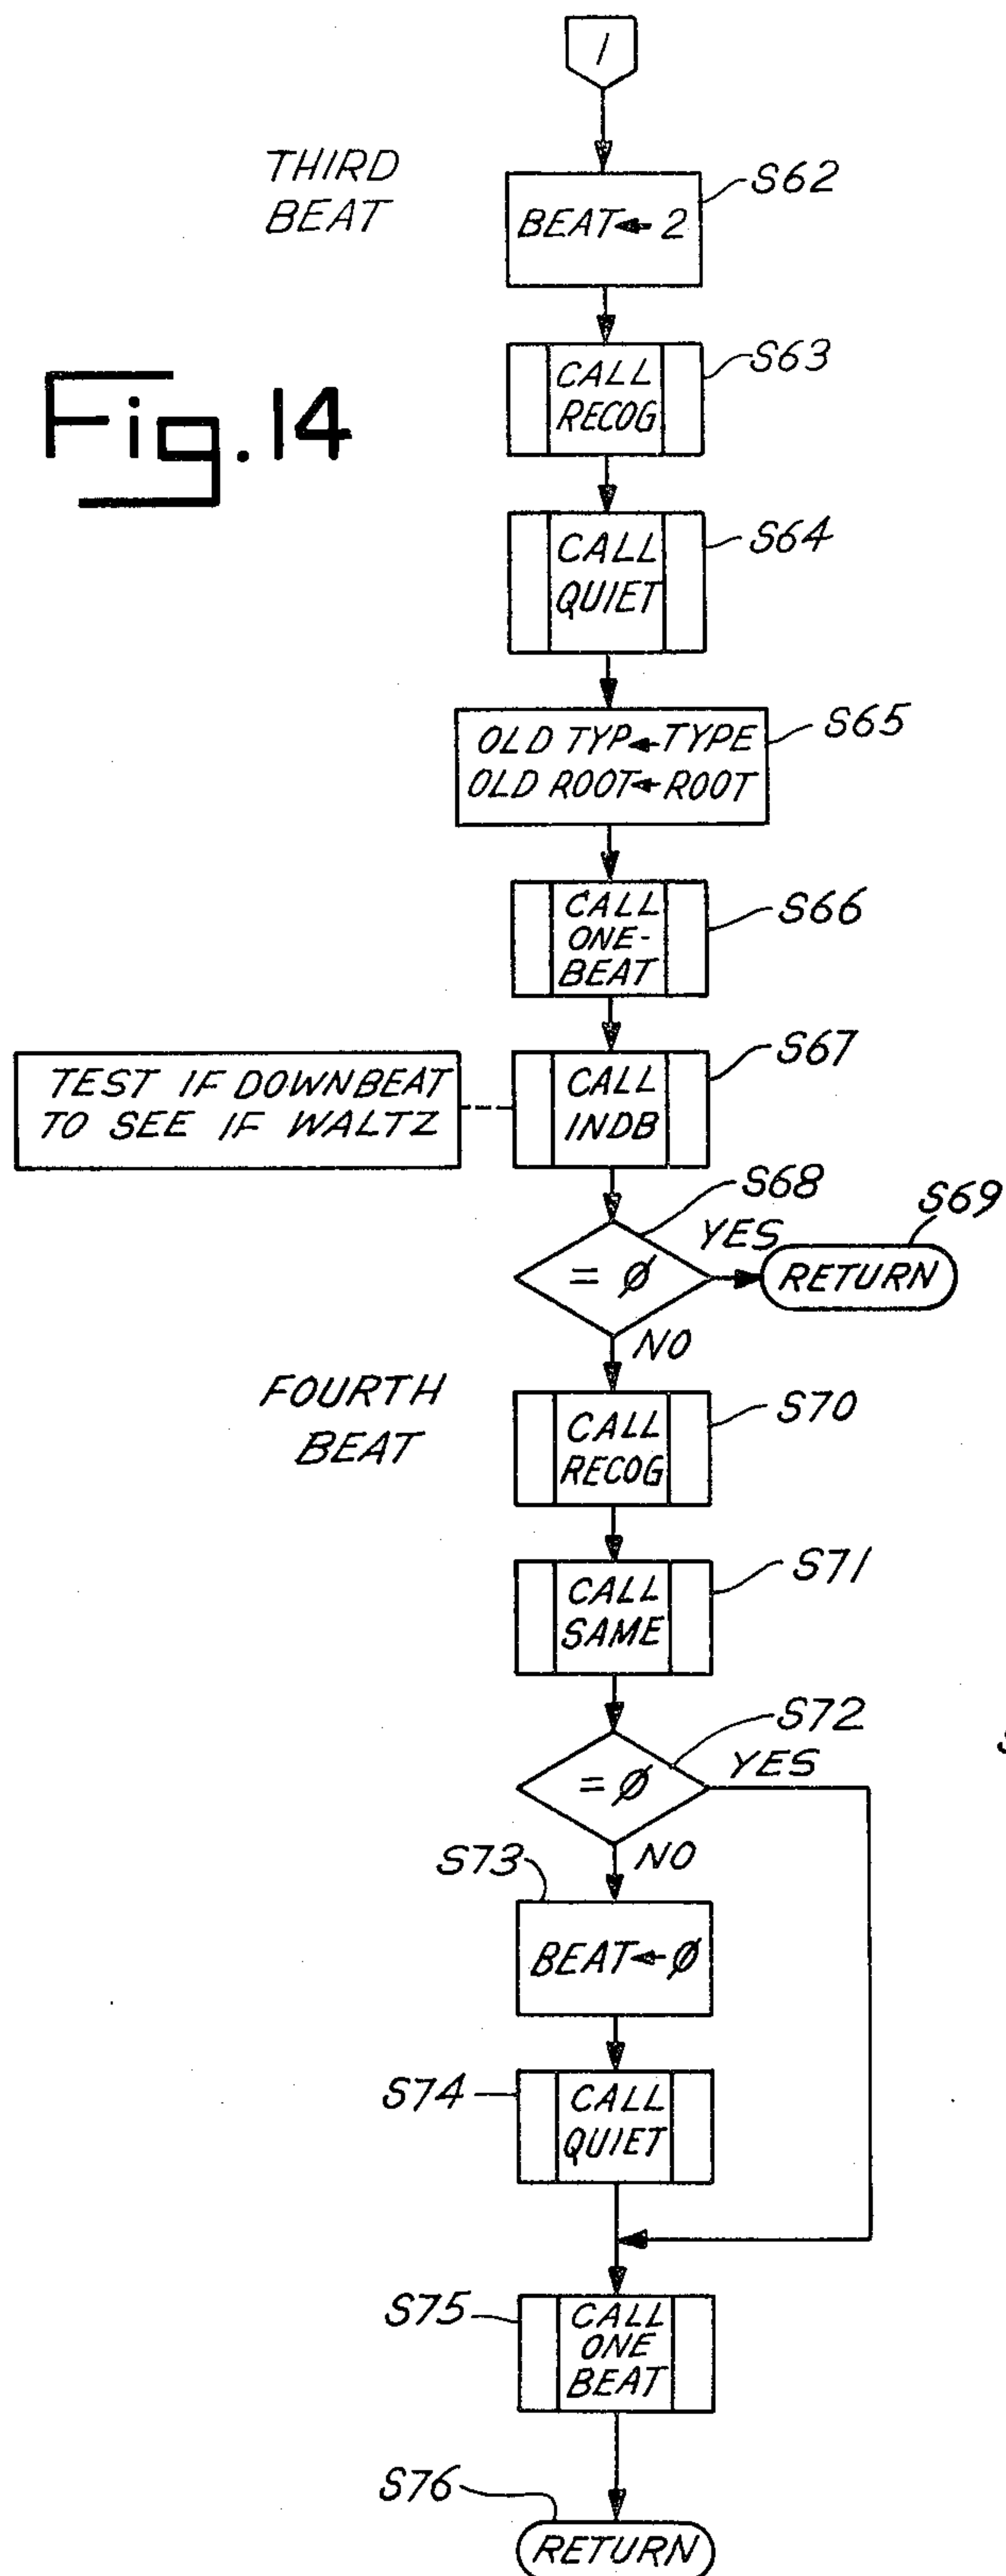 1
THIRD
BEAT
S62
BEAT←2
Fig.14
S63
CALL
RECOG
S64
CALL
QUIET
S65
OLD TYP←TYPE
OLD ROOT←ROOT
S66
CALL
ONE-
BEAT
S67
TEST IF DOWNBEAT
TO SEE IF WALTZ
CALL
INDB
S68
YES
S69
= ∅
RETURN
NO
FOURTH
BEAT
S70
CALL
RECOG
S71
CALL
SAME
S72
YES
= ∅
NO
S73
BEAT←∅
S74
CALL
QUIET
S75
CALL
ONE
BEAT
S76
RETURN